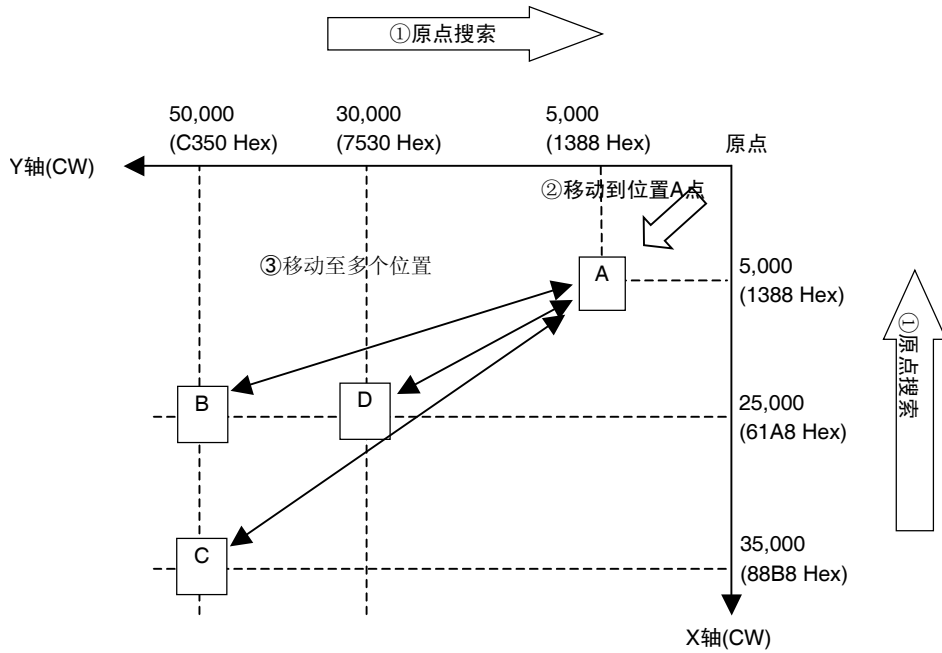 ①原点搜索
50,000
(C350 Hex)
30,000
(7530 Hex)
5,000
(1388 Hex)
原点
Y轴(CW)
②移动到位置A点
③移动至多个位置
A
5,000
(1388 Hex)
①原点搜索
B
D
25,000
(61A8 Hex)
C
35,000
(88B8 Hex)
X轴(CW)